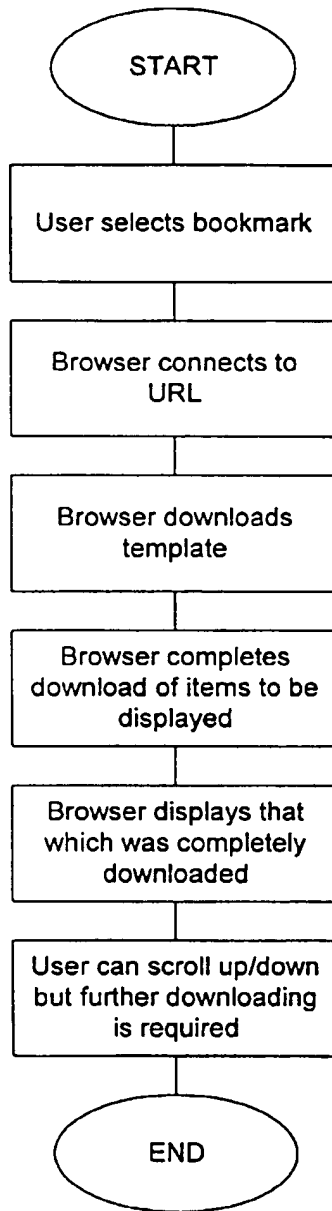 START
User selects bookmark
Browser connects to
URL
Browser downloads
template
Browser completes
download of items to be
displayed
Browser displays that
which was completely
downloaded
User can scroll up/down
but further downloading
is required
END